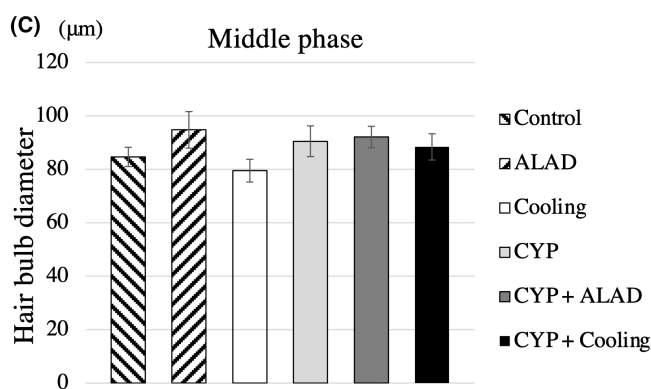 (C) (μm)
Middle phase
120
100
80
60
40
20
0
Hair bulb diameter
Control
ALAD
Cooling
CYP
CYP + ALAD
CYP + Cooling